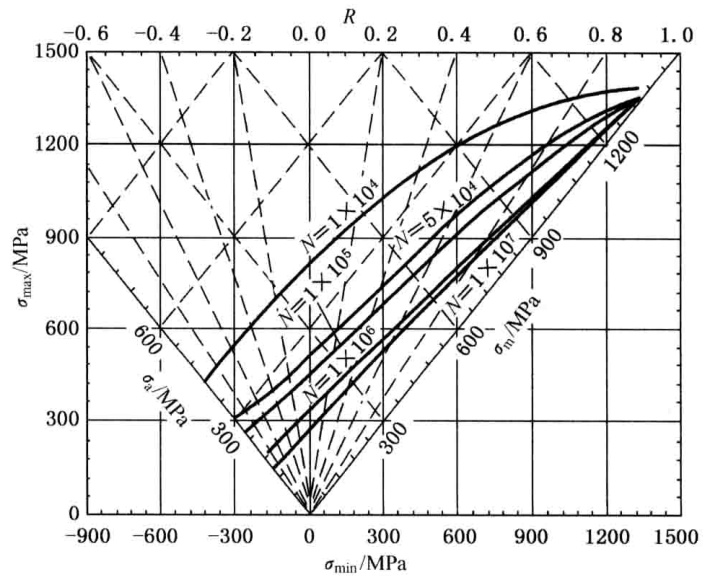 R
−0.6 −0.4 −0.2 0.0 0.2 0.4 0.6 0.8 1.0
1500
1200
900
600
300
0
σmax/MPa
N=1×10⁴
N=5×10⁴
N=1×10⁵
N=1×10⁶
N=1×10⁷
600
300
σa/MPa
1200
900
600
300
σm/MPa
−900 −600 −300 0 300 600 900 1200 1500
σmin/MPa